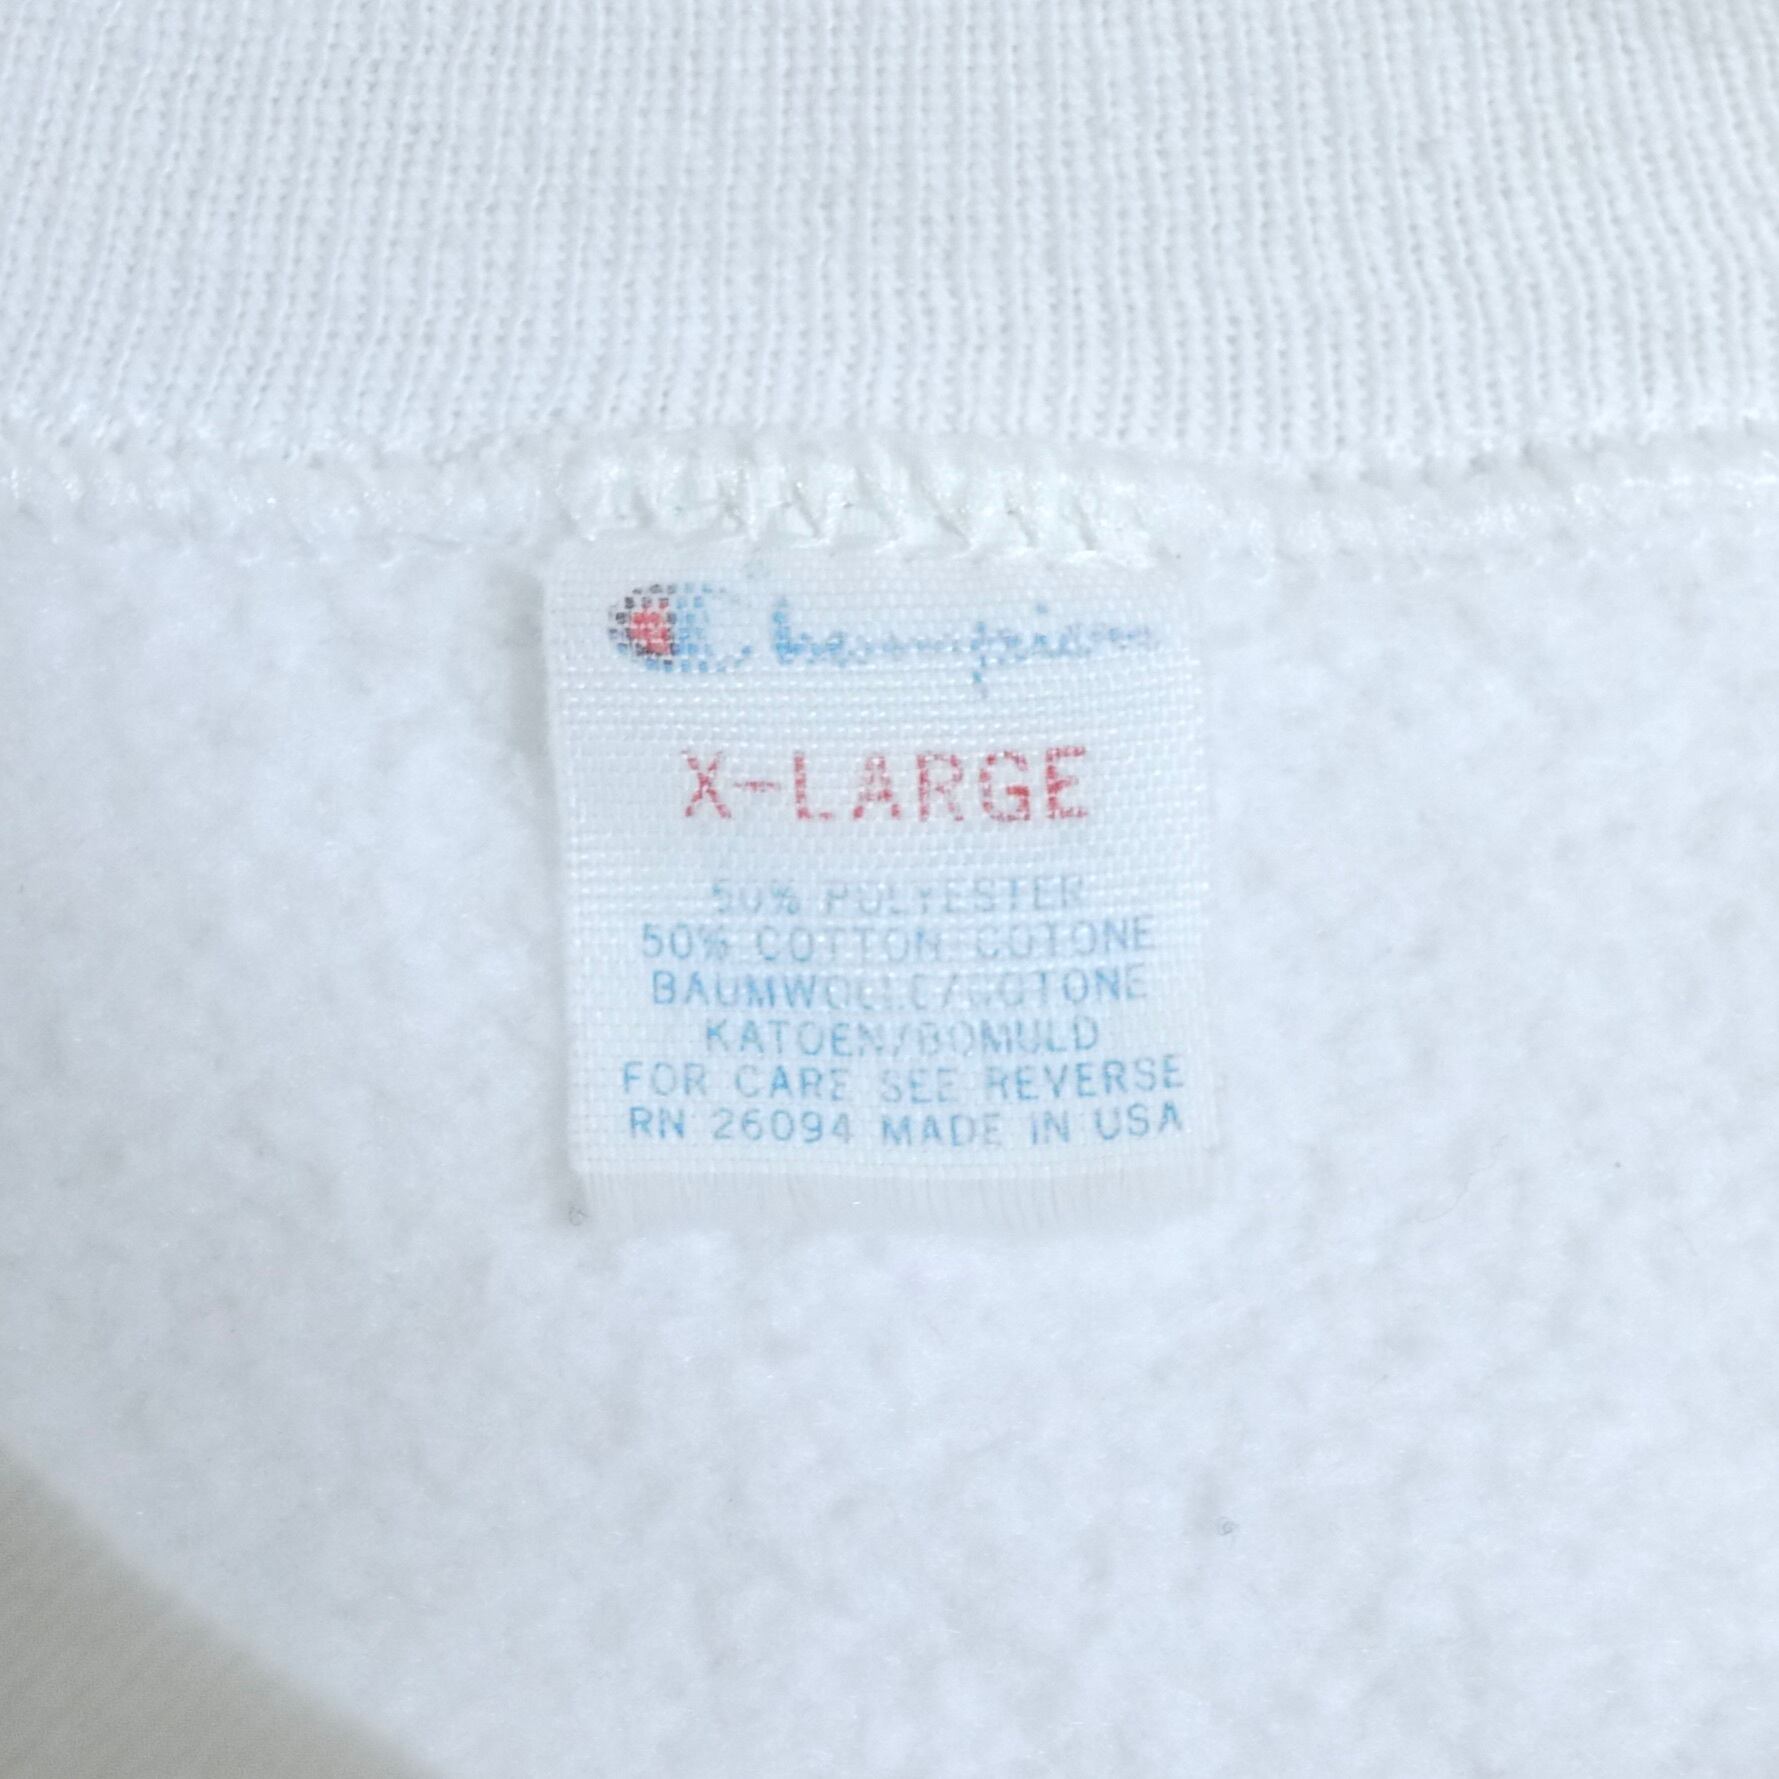 Champion
X-LARGE
50% POLYESTER
50% COTTON COTONE
BAUMWOLLE/COTONE
KATOEN/BOMULD
FOR CARE SEE REVERSE
RN 26094 MADE IN USA